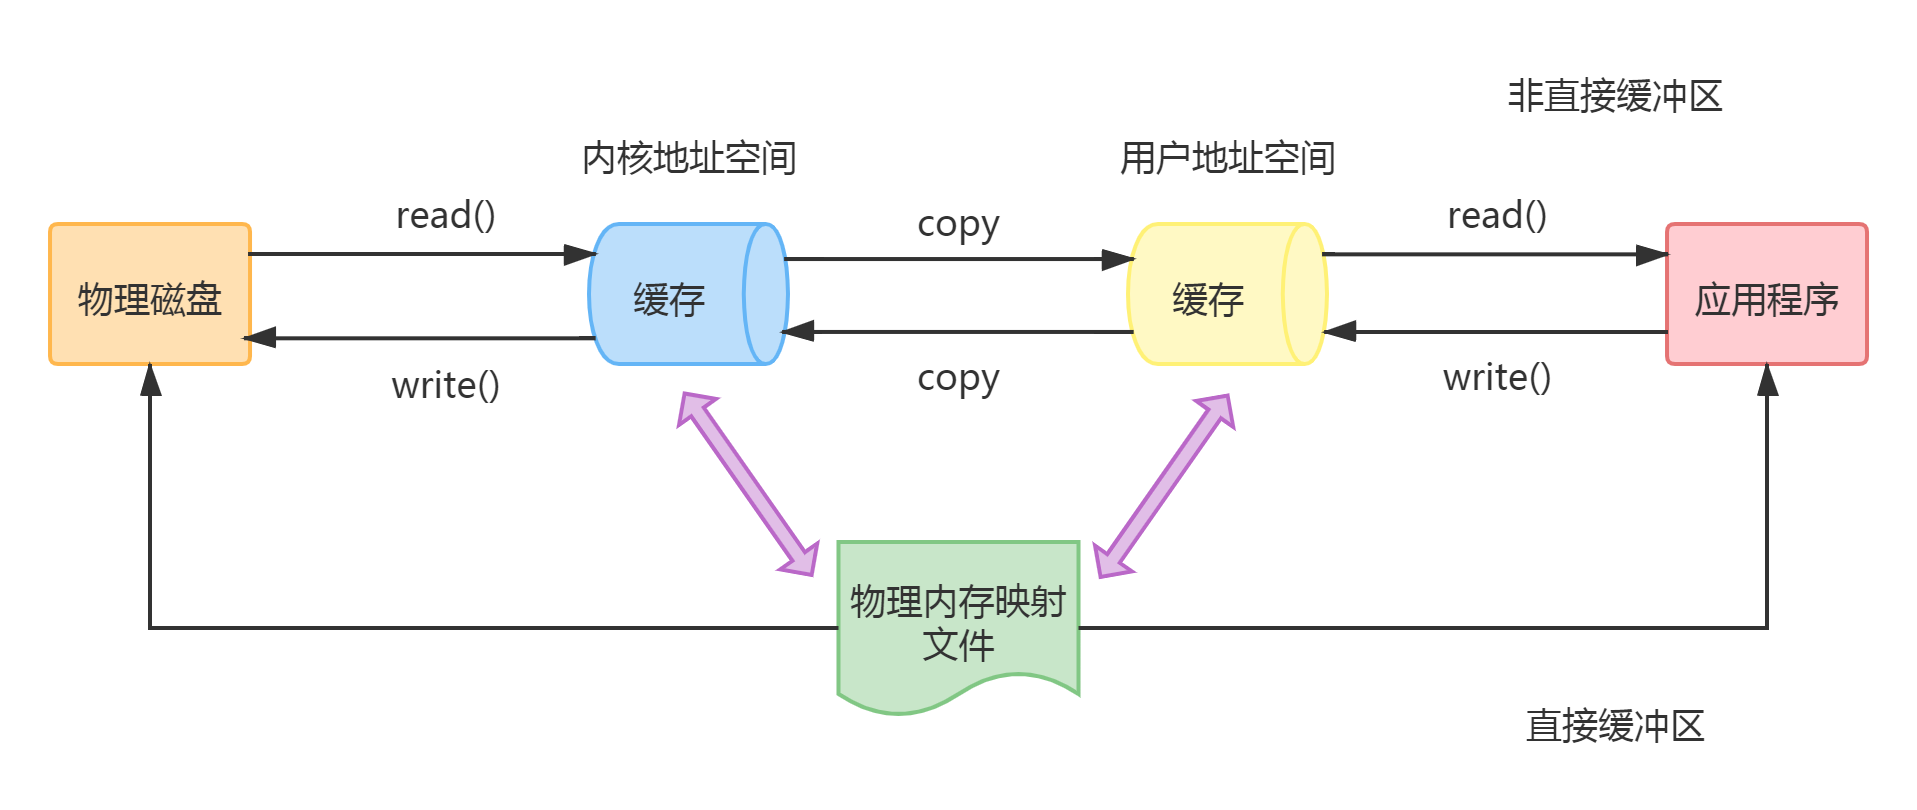 非直接缓冲区
内核地址空间
用户地址空间
read()
copy
read()
物理磁盘
缓存
缓存
应用程序
write()
copy
write()
物理内存映射
文件
直接缓冲区